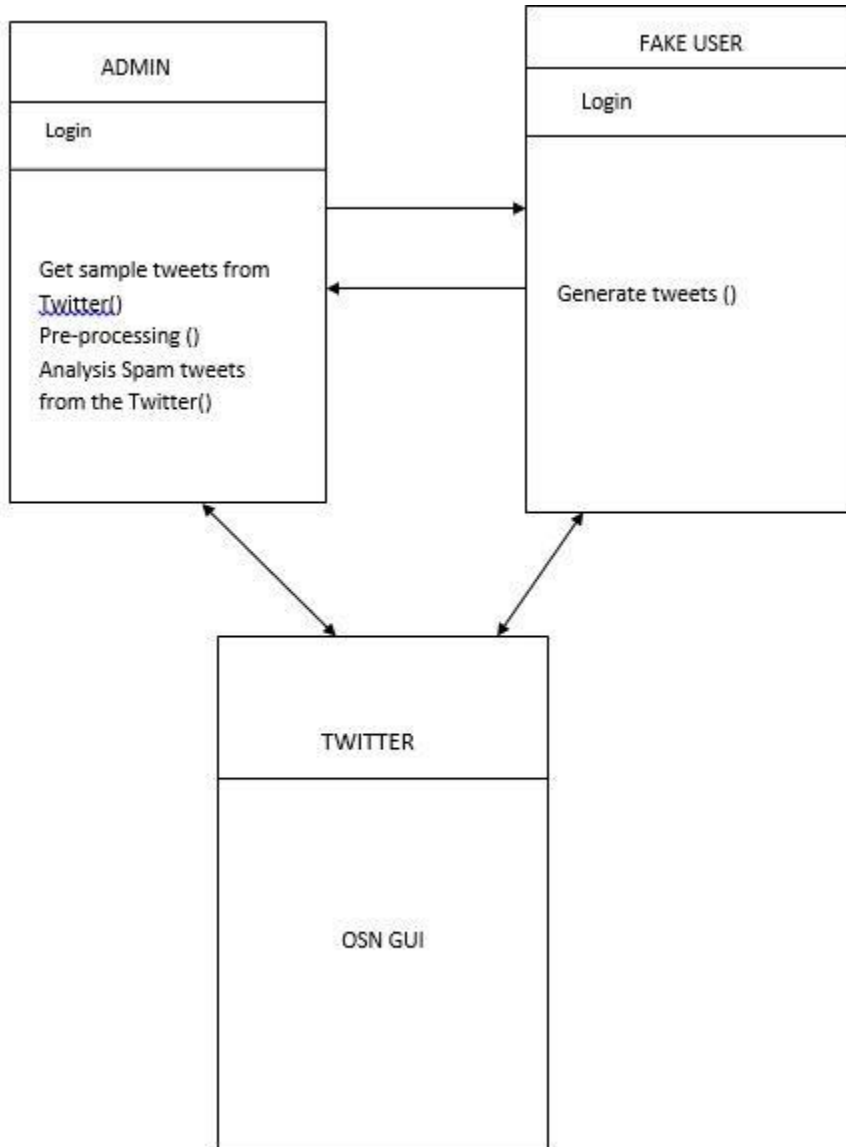 ADMIN
Login
Get sample tweets from
Twitter()
Pre-processing ()
Analysis Spam tweets
from the Twitter()
FAKE USER
Login
Generate tweets ()
TWITTER
OSN GUI